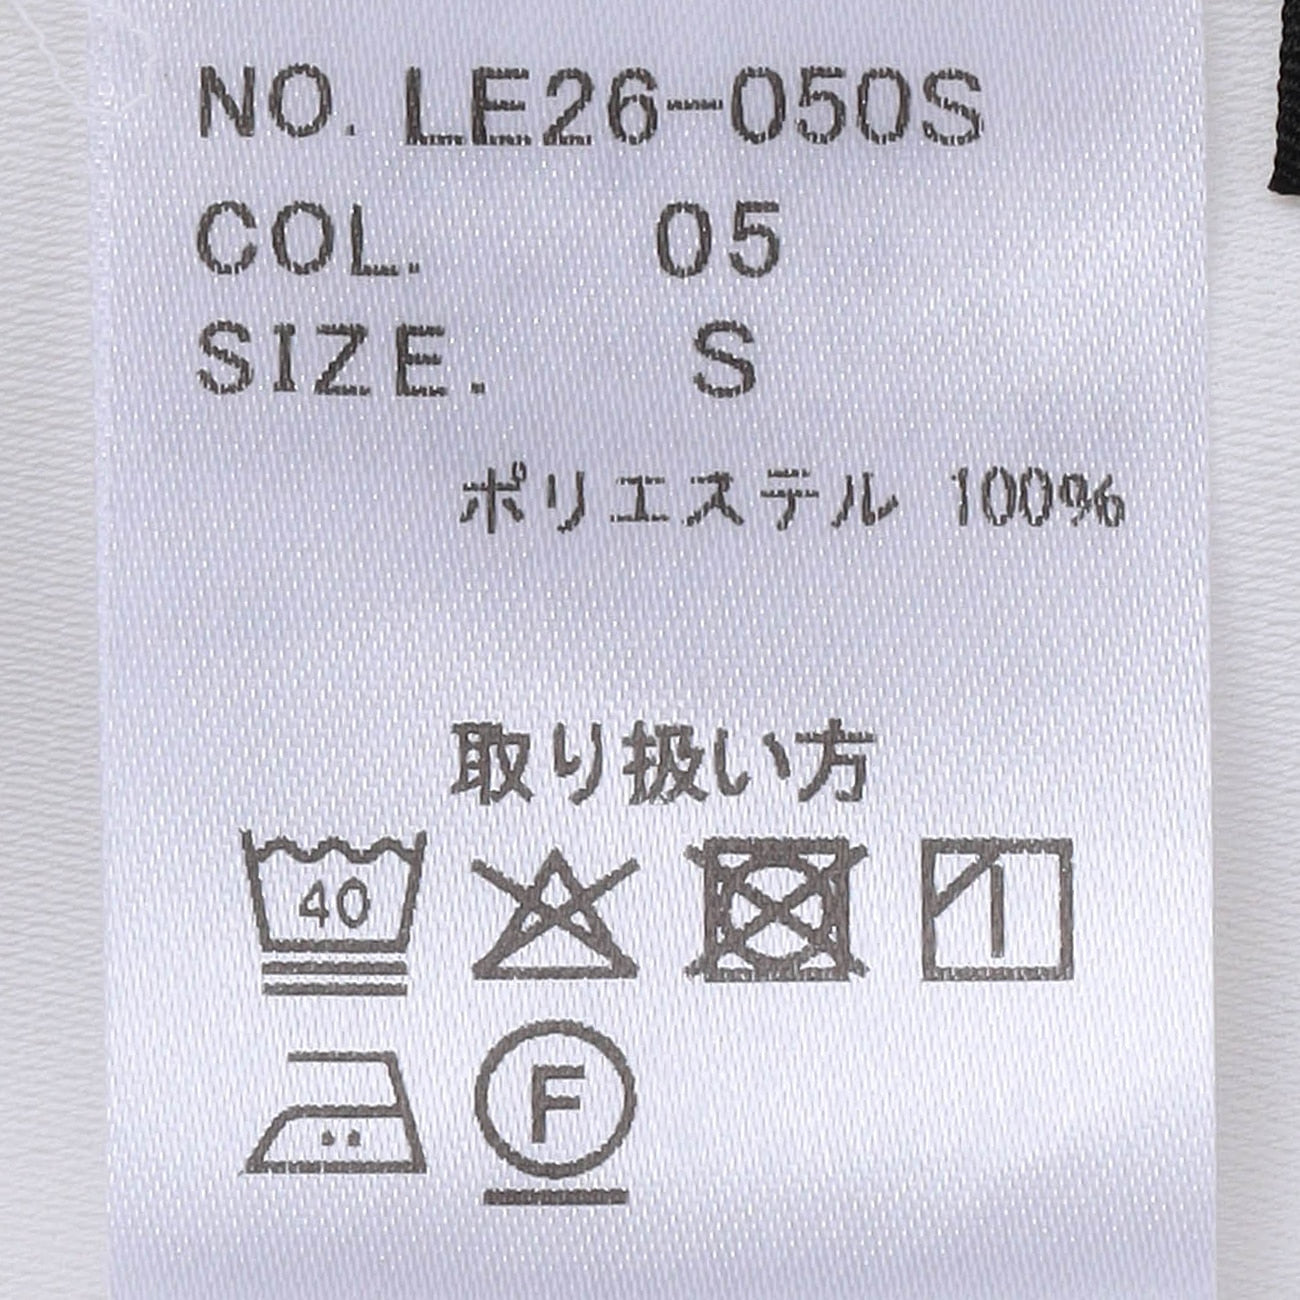 NO. LE26-050S
COL. 05
SIZE. S
ポリエステル 100%
取り扱い方
40
F